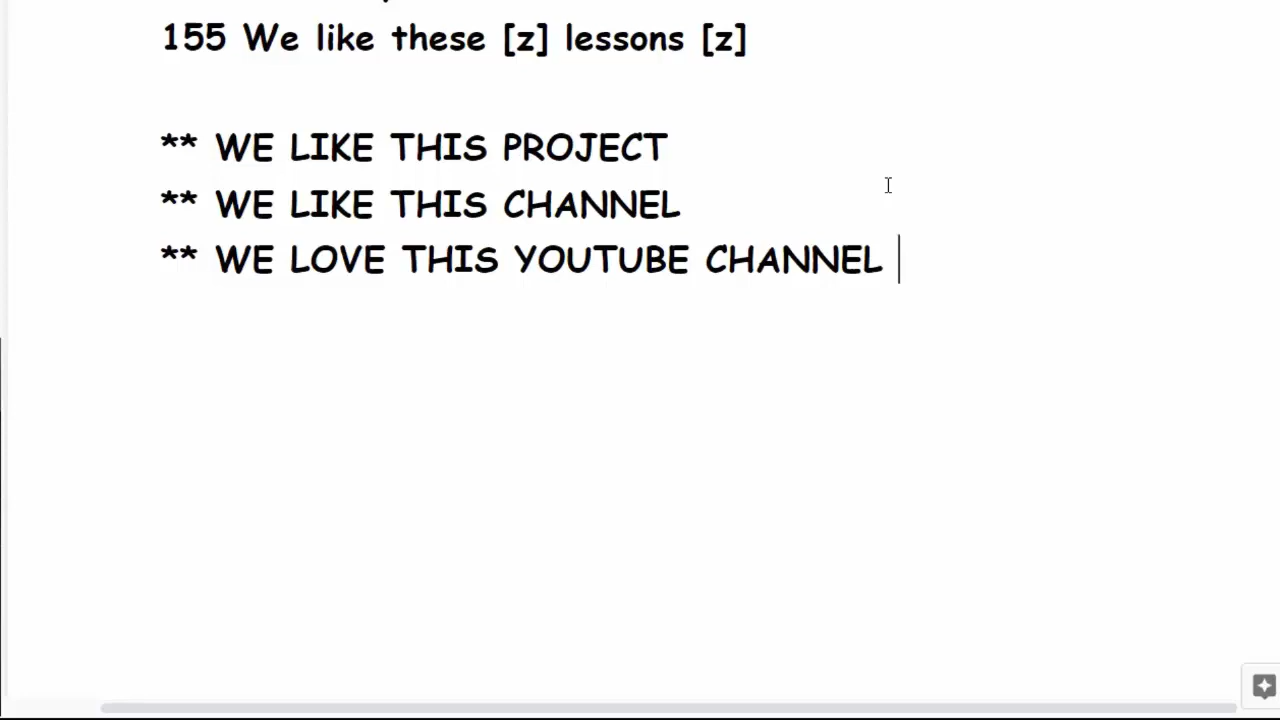 155 We like these [z] lessons [z]
** WE LIKE THIS PROJECT
** WE LIKE THIS CHANNEL
** WE LOVE THIS YOUTUBE CHANNEL